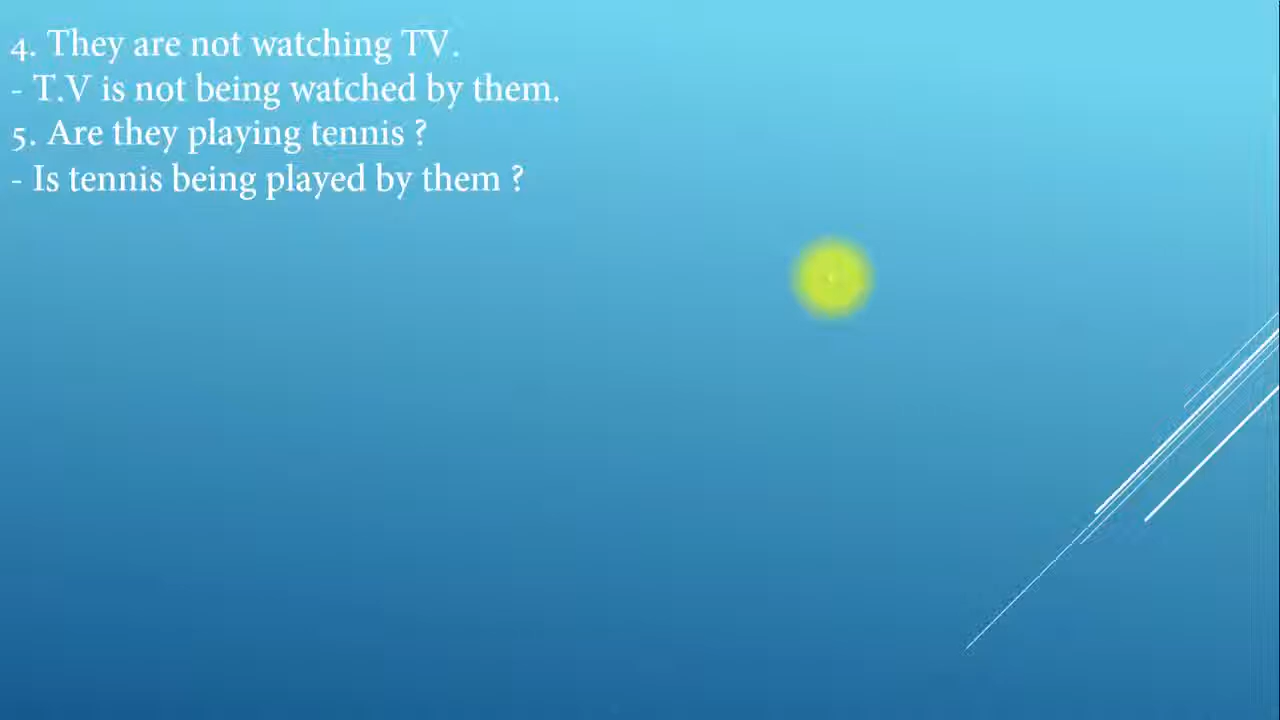 4. They are not watching TV.
- T.V is not being watched by them.
5. Are they playing tennis ?
- Is tennis being played by them ?